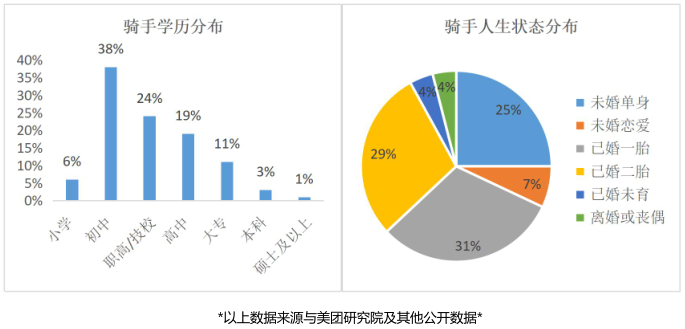 骑手学历分布
40%
35%
30%
25%
20%
15%
10%
5%
0%
6%
38%
24%
19%
11%
3%
1%
小学
初中
职高/技校
高中
大专
本科
硕士及以上
骑手人生状态分布
25%
7%
31%
29%
4%
4%
未婚单身
未婚恋爱
已婚一胎
已婚二胎
已婚未育
离婚或丧偶
*以上数据来源与美团研究院及其他公开数据*